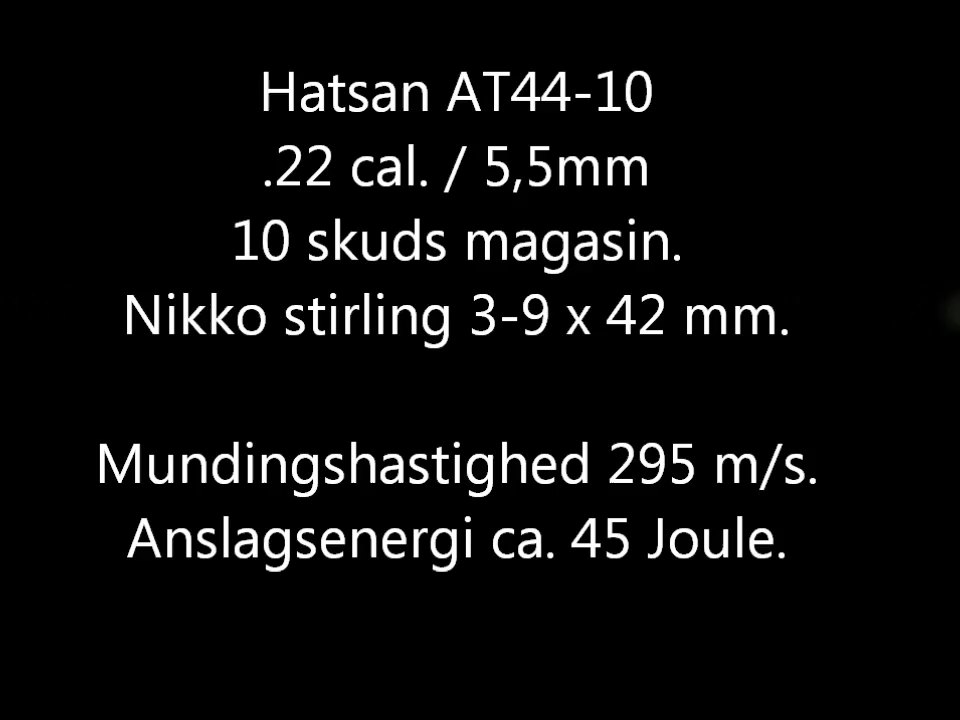 Hatsan AT44-10
.22 cal. / 5,5mm
10 skuds magasin.
Nikko stirling 3-9 x 42 mm.
Mundingshastighed 295 m/s.
Anslagsenergi ca. 45 Joule.